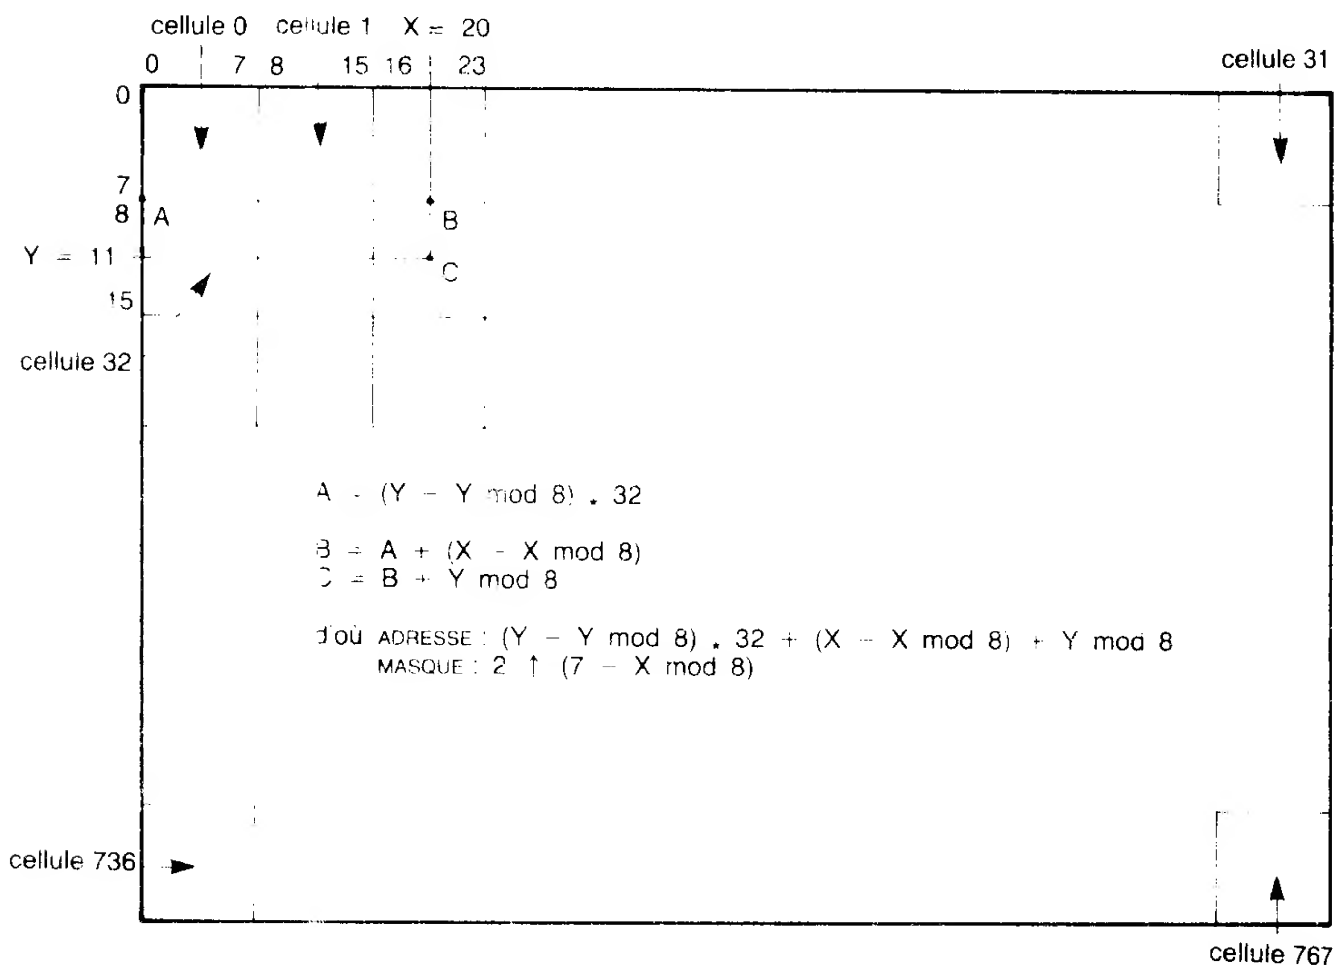 cellule 0 cellule 1 X = 20
0 7 8 15 16 23
cellule 31
0
7
8 A
B
Y = 11
C
15
cellule 32
A = (Y - Y mod 8) * 32
B = A + (X - X mod 8)
C = B + Y mod 8
d'où ADRESSE : (Y - Y mod 8) * 32 + (X - X mod 8) + Y mod 8
MASQUE : 2 ↑ (7 - X mod 8)
cellule 736
cellule 767